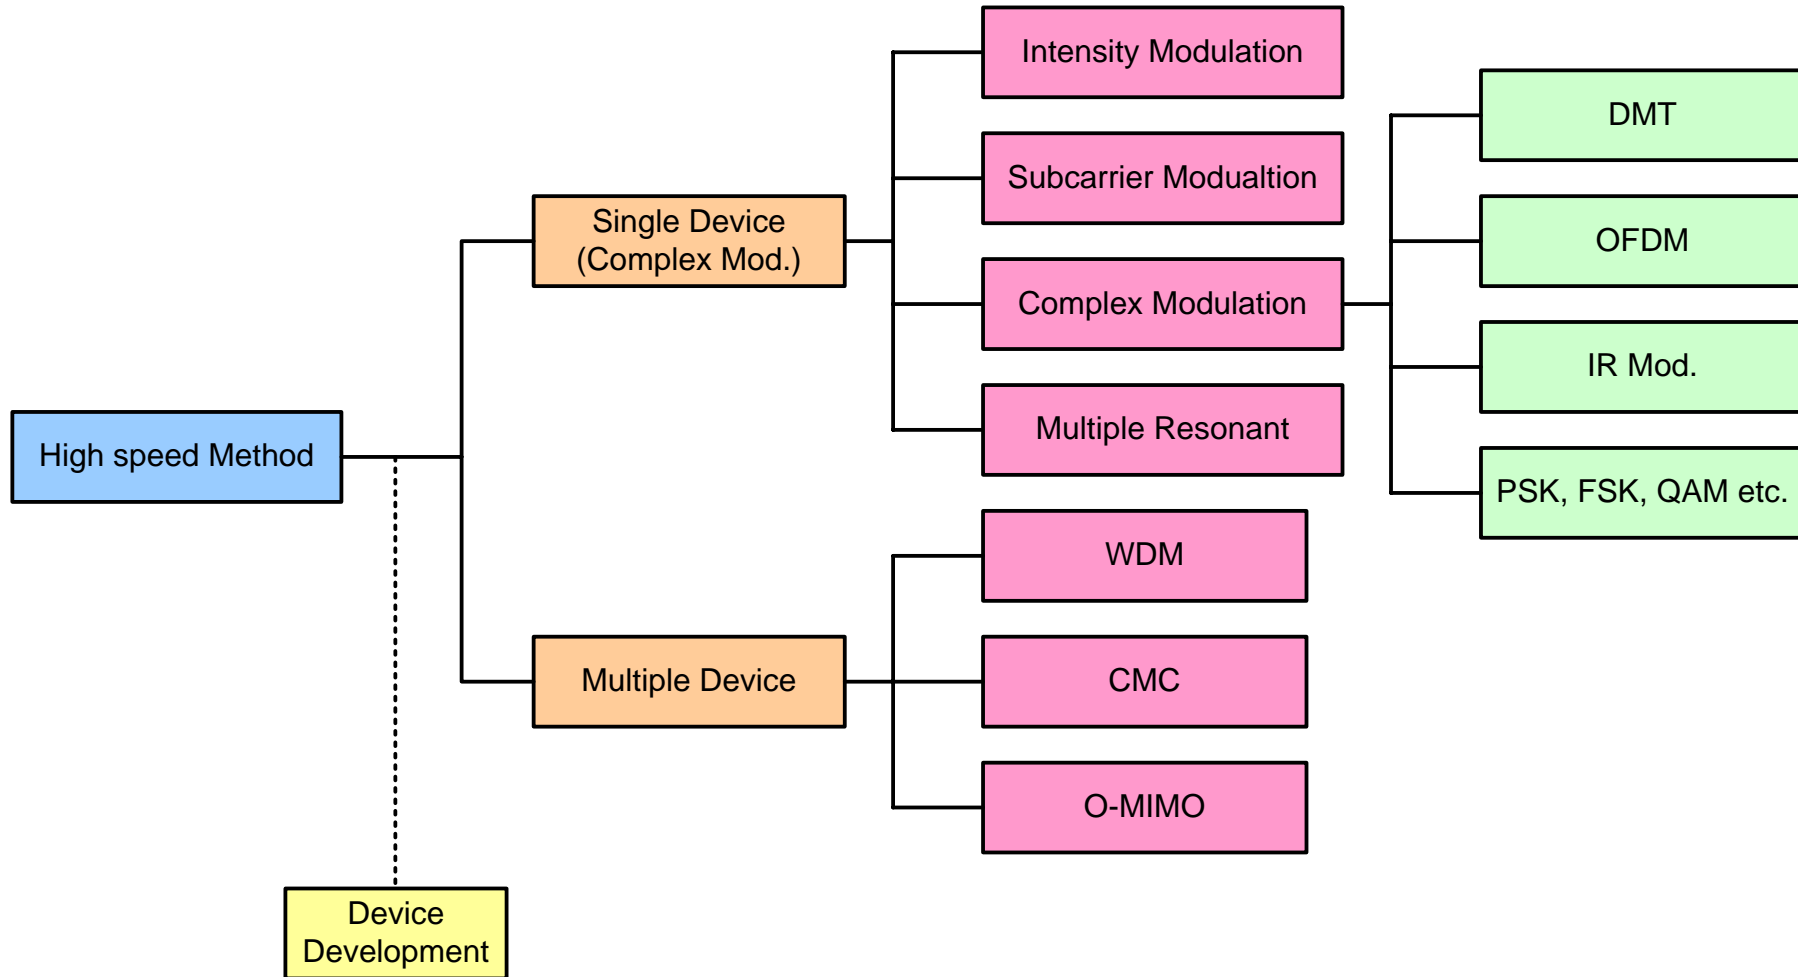 High speed Method
Single Device
(Complex Mod.)
Multiple Device
Device
Development
Intensity Modulation
Subcarrier Modualtion
Complex Modulation
Multiple Resonant
WDM
CMC
O-MIMO
DMT
OFDM
IR Mod.
PSK, FSK, QAM etc.